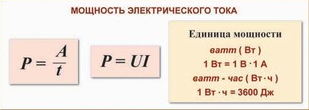 МОЩНОСТЬ ЭЛЕКТРИЧЕСКОГО ТОКА
P = A/t
P = UI
Единица мощности
ватт ( Вт )
1 Вт = 1 В · 1 А
ватт - час ( Вт · ч )
1 Вт · ч = 3600 Дж